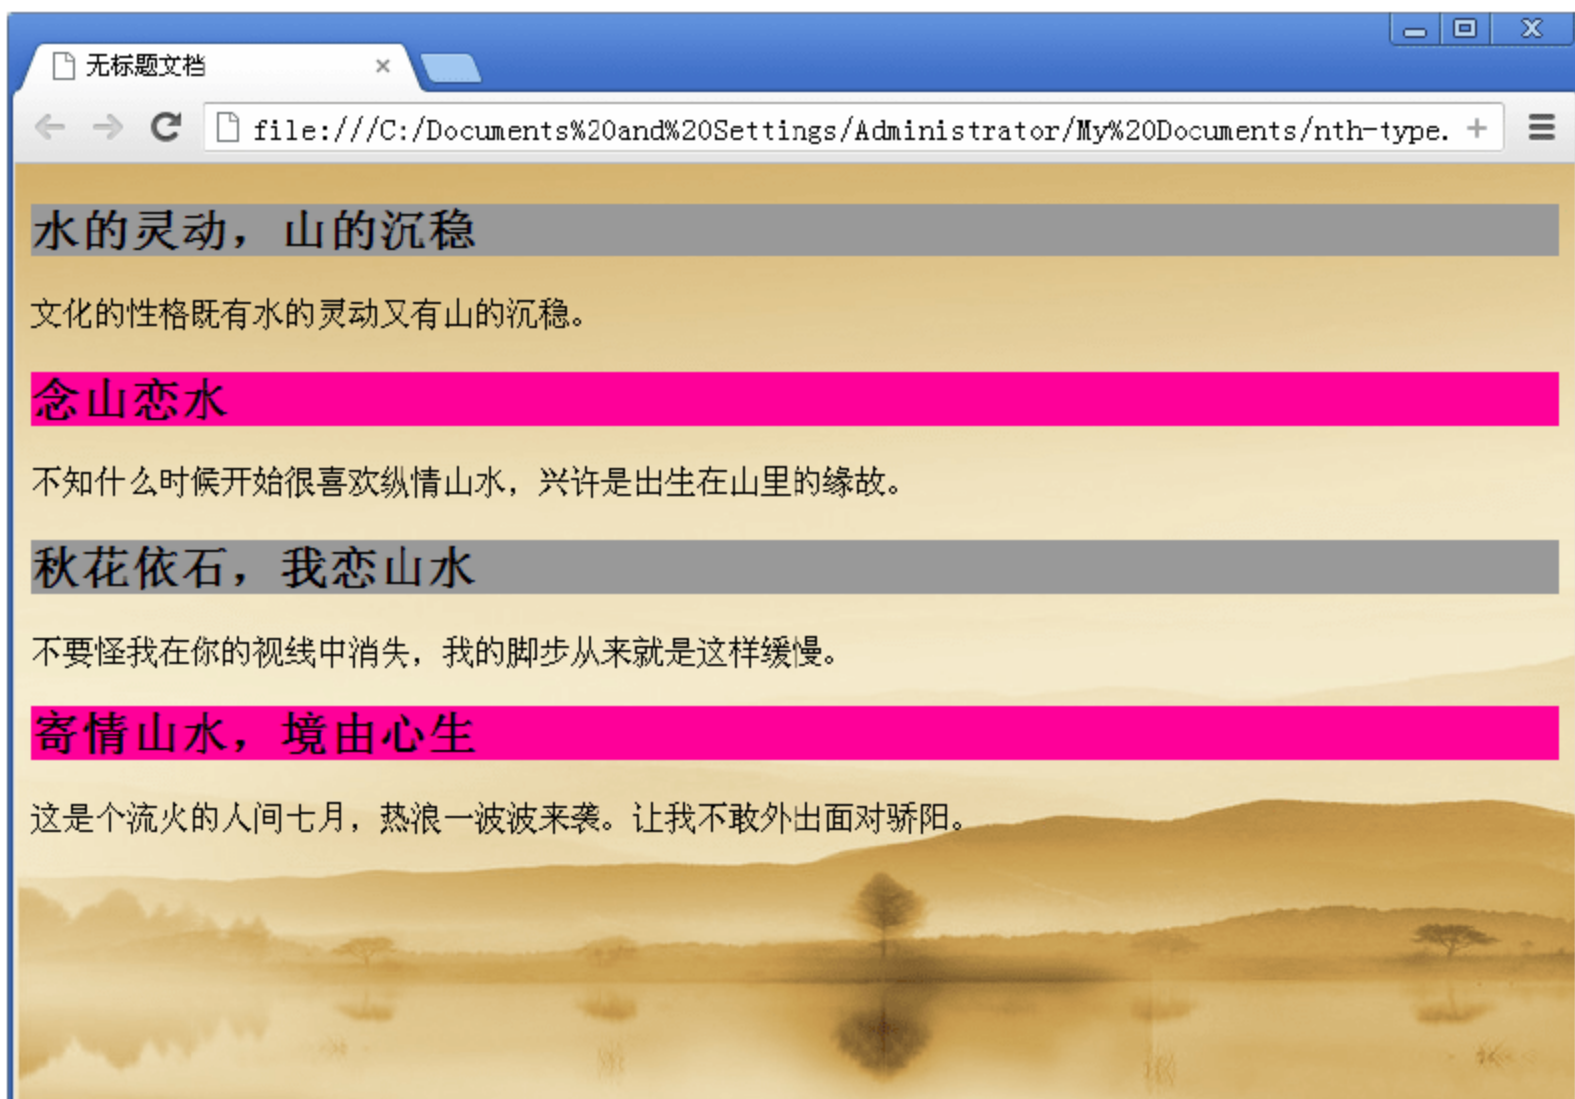 无标题文档
file:///C:/Documents%20and%20Settings/Administrator/My%20Documents/nth-type.
水的灵动，山的沉稳
文化的性格既有水的灵动又有山的沉稳。
念山恋水
不知什么时候开始很喜欢纵情山水，兴许是出生在山里的缘故。
秋花依石，我恋山水
不要怪我在你的视线中消失，我的脚步从来就是这样缓慢。
寄情山水，境由心生
这是个流火的人间七月，热浪一波波来袭。让我不敢外出面对骄阳。